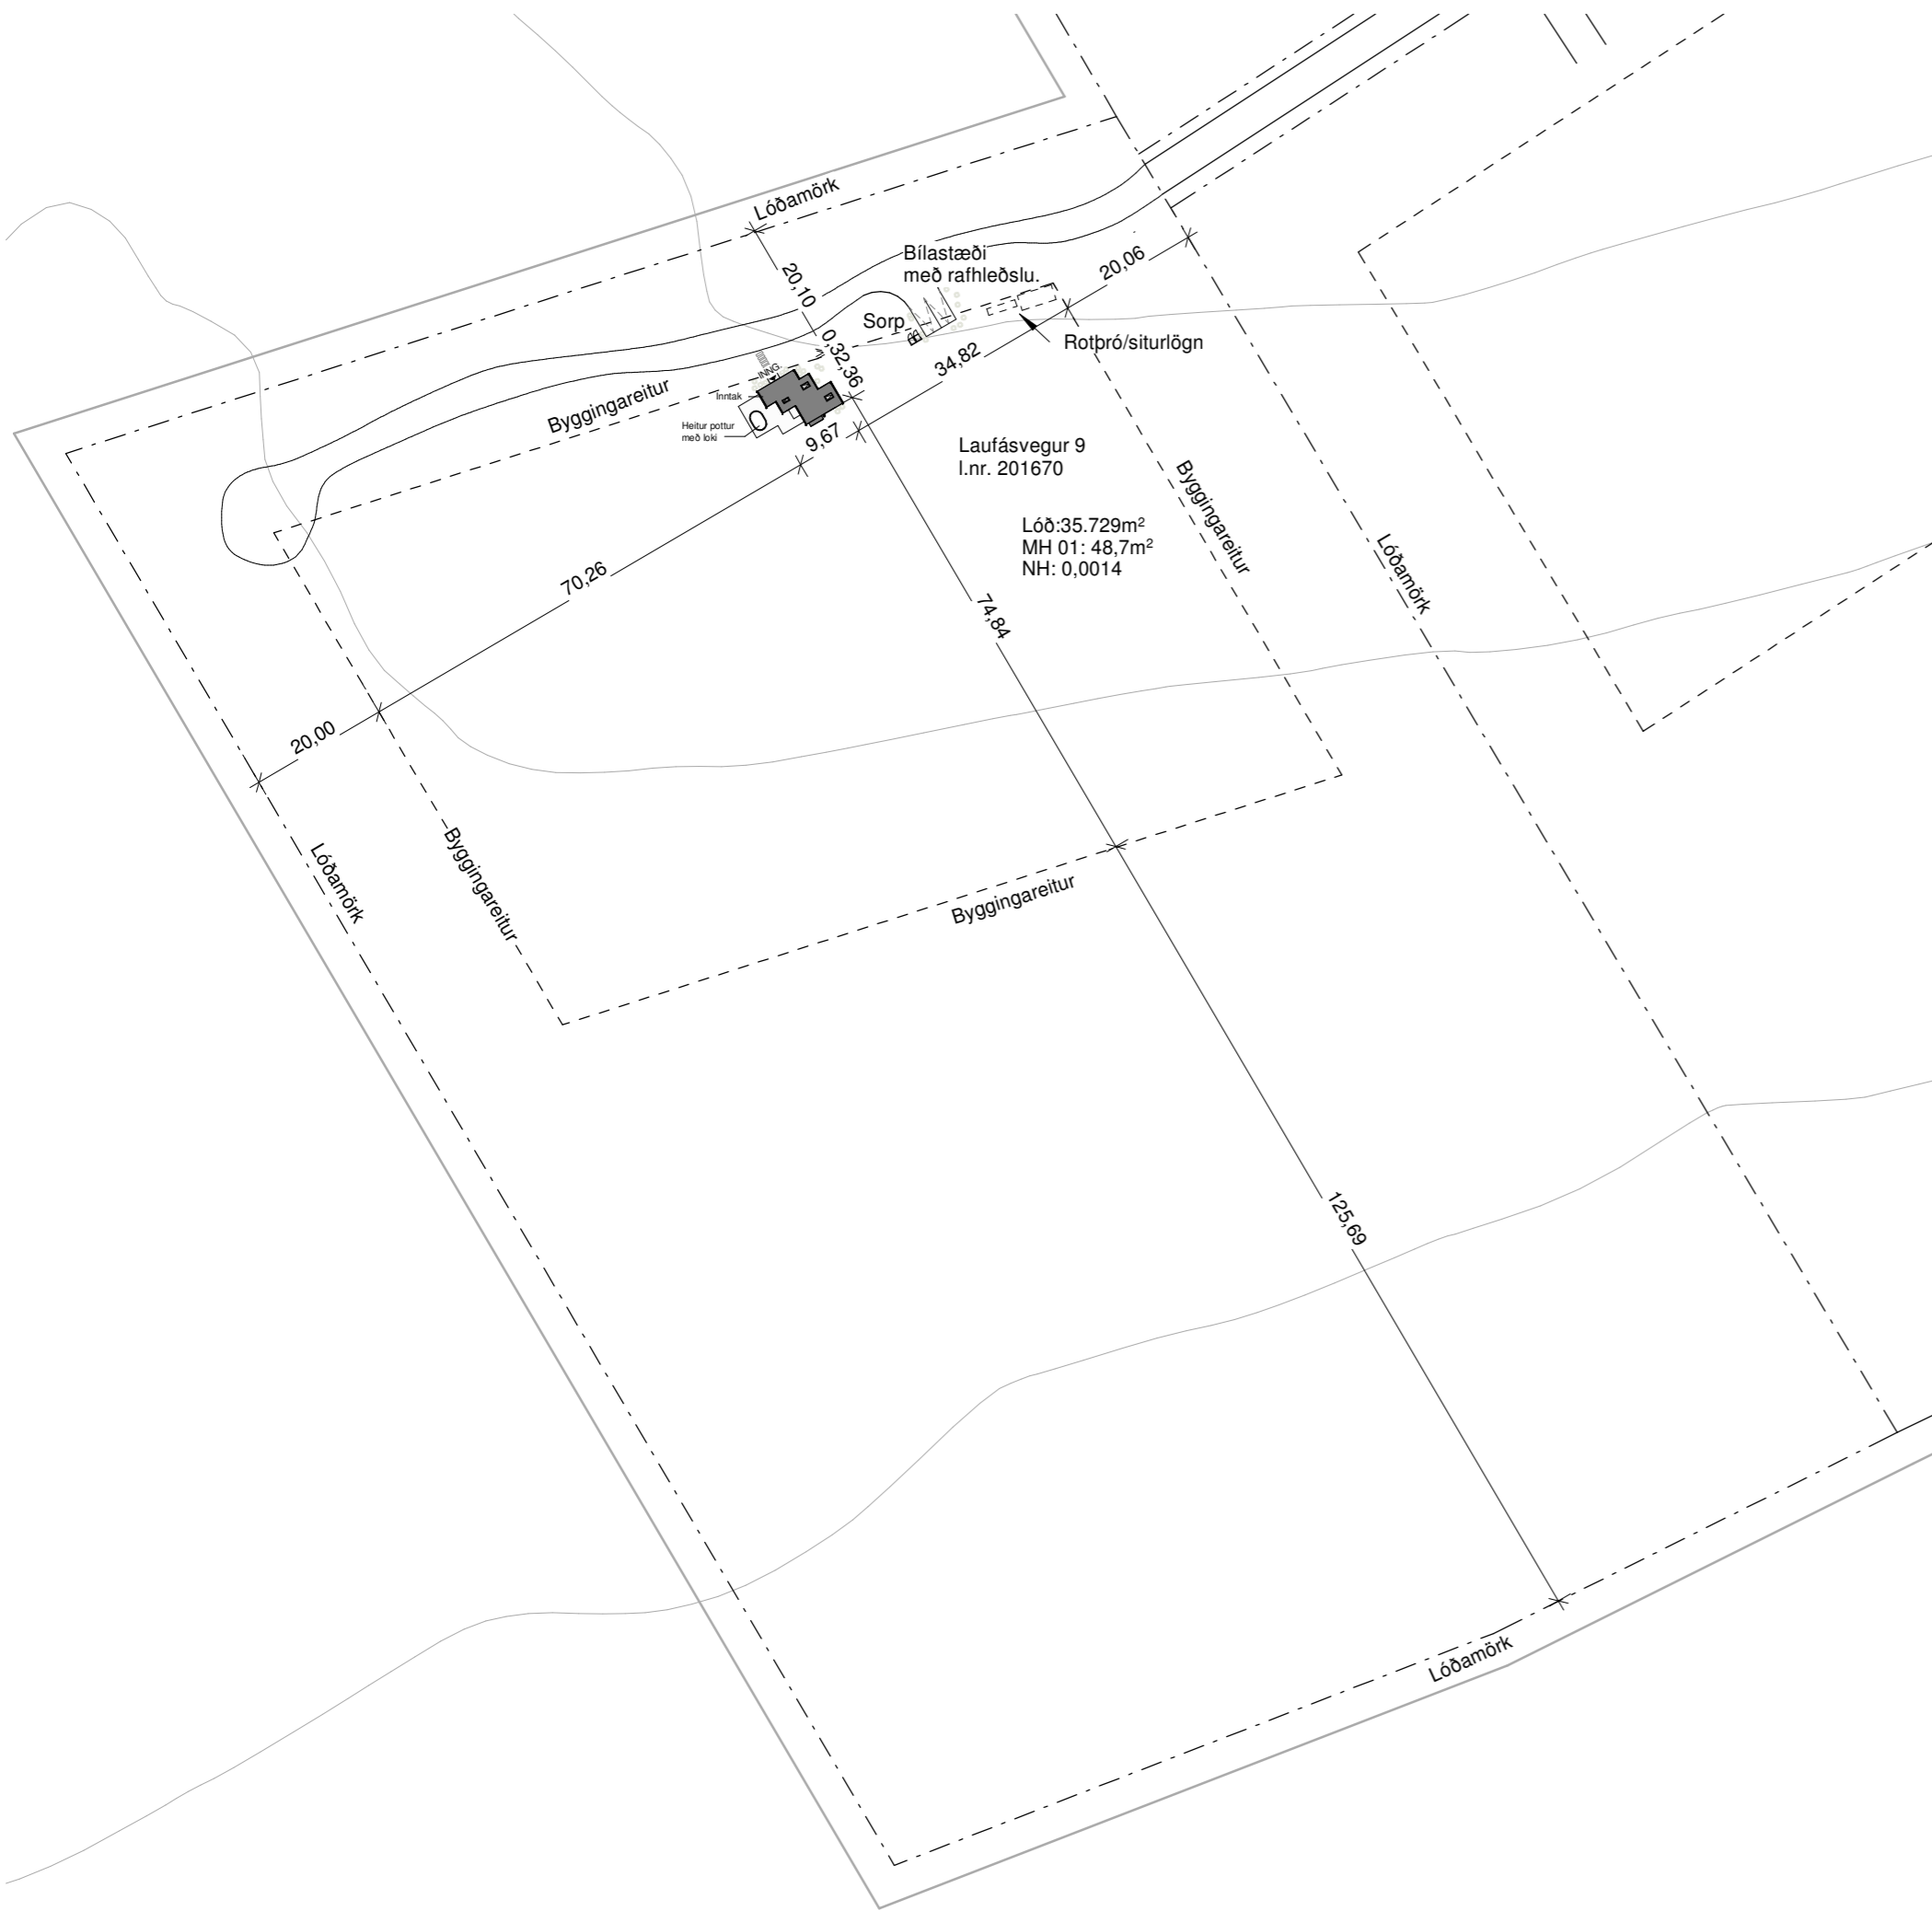 Lóðamörk
20,10
Bílastæði
með rafhleðslu.
20,06
Sorp
0,32
,36
34,82
Rotþró/siturlögn
INNG.
Inntak
Byggingareitur
Heitur pottur
með loki
9,67
Laufásvegur 9
l.nr. 201670
Byggingareitur
Lóð:35.729m²
MH 01: 48,7m²
NH: 0,0014
Lóðamörk
70,26
74,84
20,00
Lóðamörk
Byggingareitur
Byggingareitur
125,69
Lóðamörk